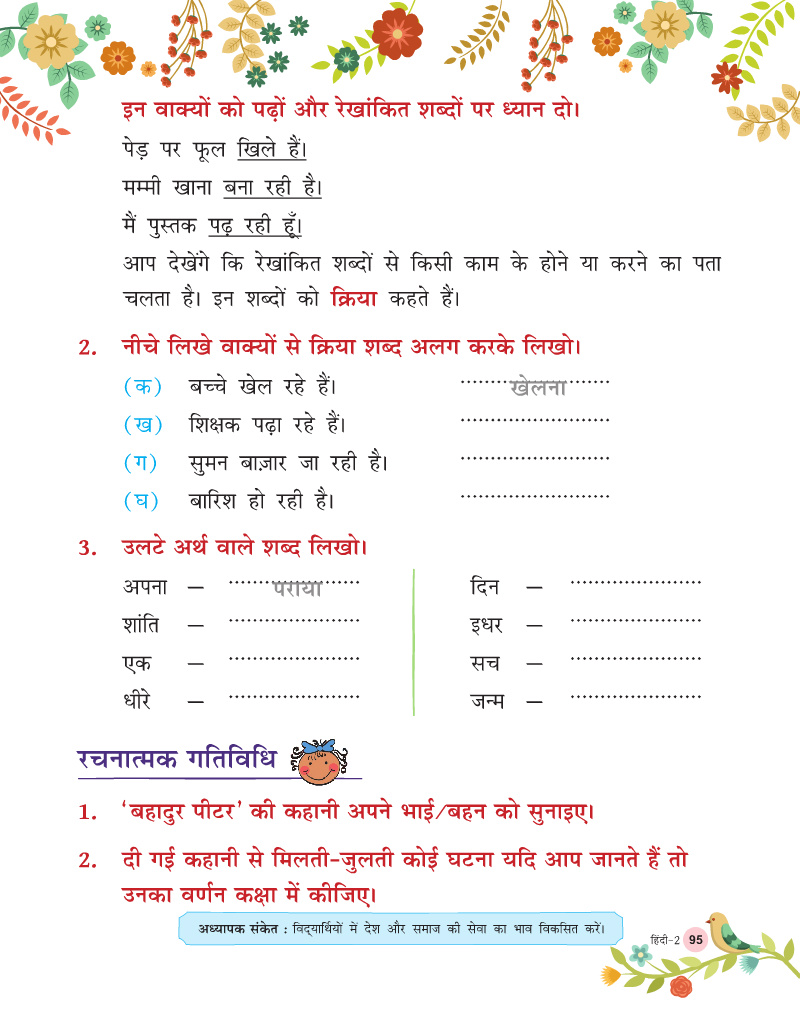 इन वाक्यों को पढ़ों और रेखांकित शब्दों पर ध्यान दो।
पेड़ पर फूल खिले हैं।
मम्मी खाना बना रही है।
मैं पुस्तक पढ़ रही हूँ।
आप देखेंगे कि रेखांकित शब्दों से किसी काम के होने या करने का पता
चलता है। इन शब्दों को क्रिया कहते हैं।
2. नीचे लिखे वाक्यों से क्रिया शब्द अलग करके लिखो।
(क) बच्चे खेल रहे हैं। ........................ खेलना
(ख) शिक्षक पढ़ा रहे हैं। ........................
(ग) सुमन बाज़ार जा रही है। ........................
(घ) बारिश हो रही है। ........................
3. उलटे अर्थ वाले शब्द लिखो।
अपना – ..................... पराया दिन – .....................
शांति – ..................... इधर – .....................
एक – ..................... सच – .....................
धीरे – ..................... जन्म – .....................
रचनात्मक गतिविधि
1. ‘बहादुर पीटर’ की कहानी अपने भाई/बहन को सुनाइए।
2. दी गई कहानी से मिलती-जुलती कोई घटना यदि आप जानते हैं तो
उनका वर्णन कक्षा में कीजिए।
अध्यापक संकेत : विद्‌यार्थियों में देश और समाज की सेवा का भाव विकसित करें।
हिंदी-2 95